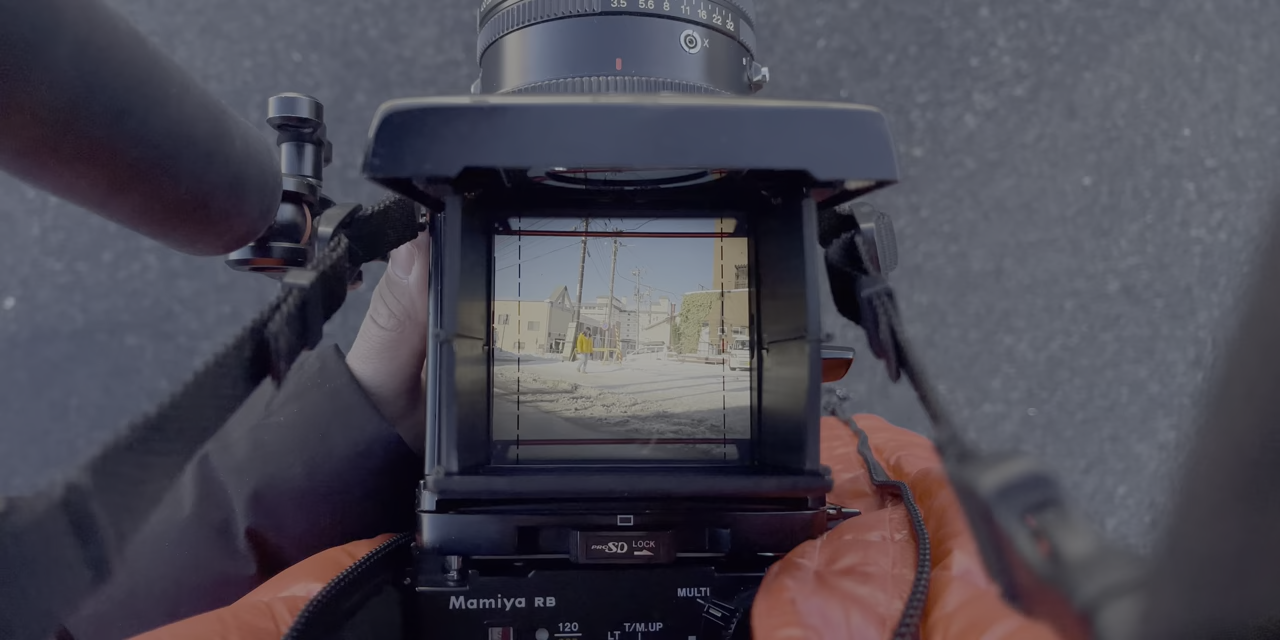 3.5 5.6 8 11 16 22 32
X
PRO SD LOCK
Mamiya RB
MULTI
120
T/M.UP
LT